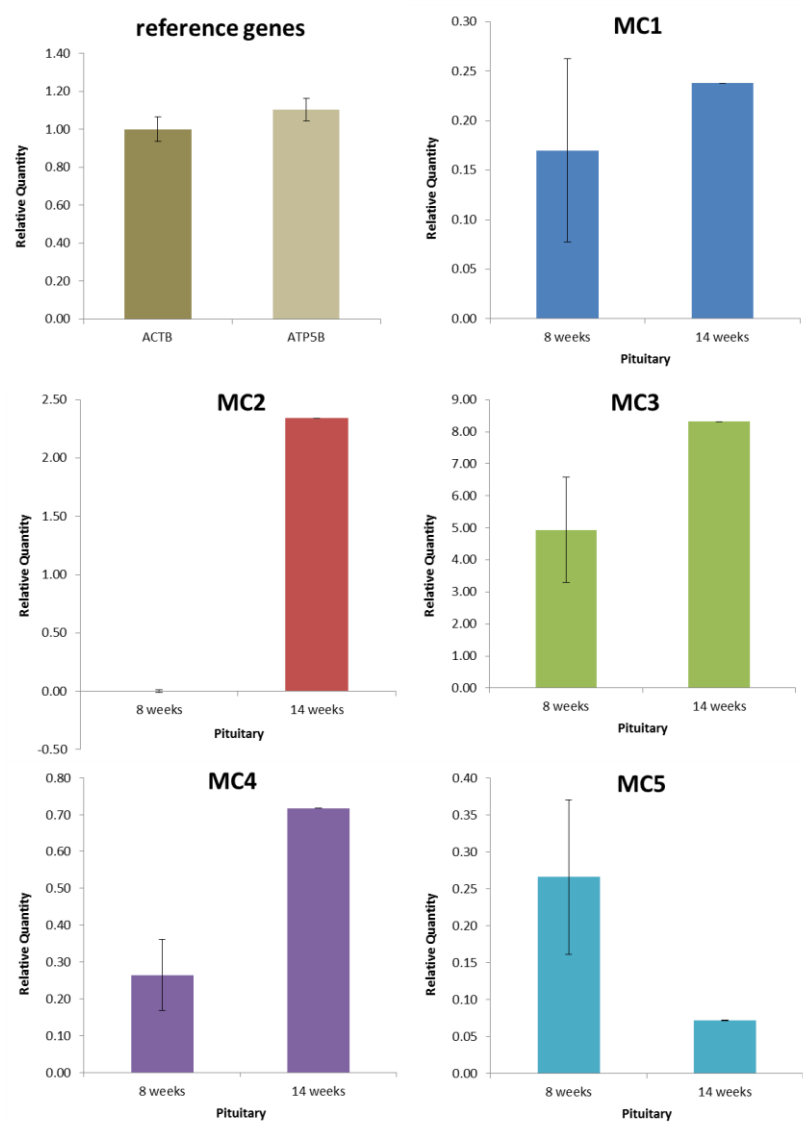 reference genes
1.40
1.20
1.00
0.80
0.60
0.40
0.20
0.00
Relative Quantity
ACTB ATP5B
MC1
0.30
0.25
0.20
0.15
0.10
0.05
0.00
Relative Quantity
8 weeks 14 weeks
Pituitary
MC2
2.50
2.00
1.50
1.00
0.50
0.00
-0.50
Relative Quantity
8 weeks 14 weeks
Pituitary
MC3
9.00
8.00
7.00
6.00
5.00
4.00
3.00
2.00
1.00
0.00
Relative Quantity
8 weeks 14 weeks
Pituitary
MC4
0.80
0.70
0.60
0.50
0.40
0.30
0.20
0.10
0.00
Relative Quantity
8 weeks 14 weeks
Pituitary
MC5
0.40
0.35
0.30
0.25
0.20
0.15
0.10
0.05
0.00
Relative Quantity
8 weeks 14 weeks
Pituitary